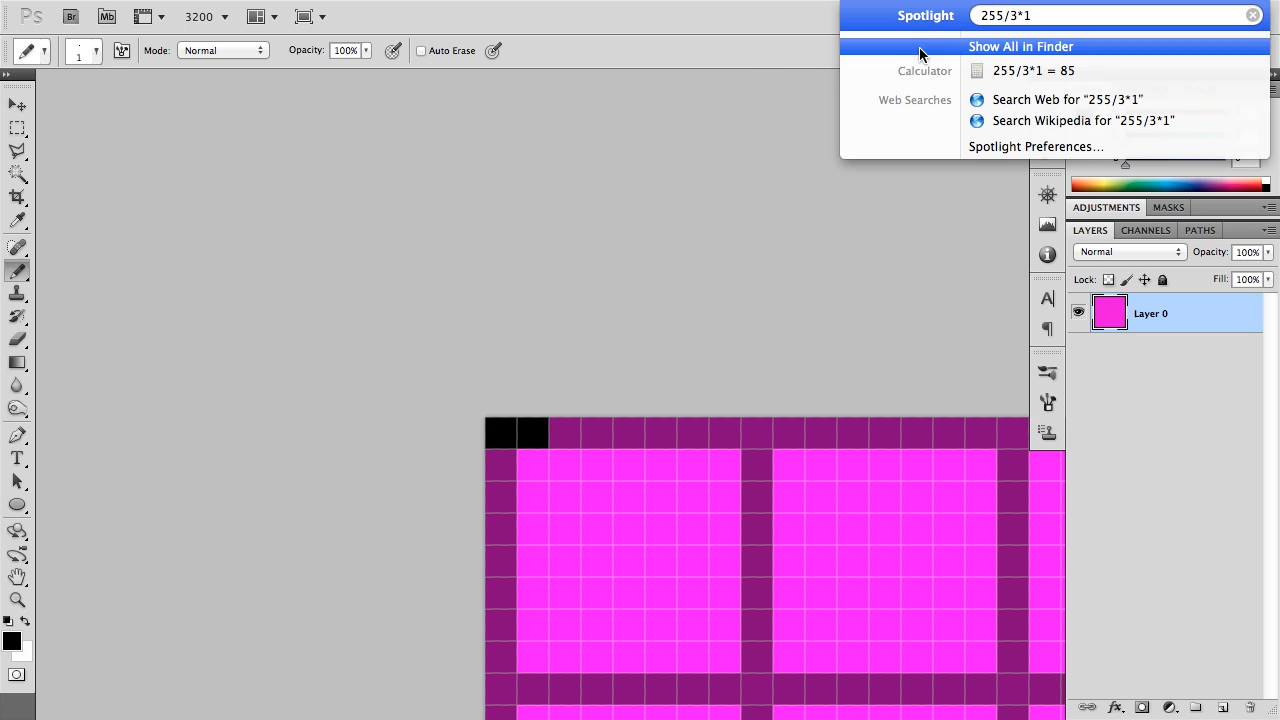 Ps Br Mb 3200 Spotlight 255/3*1
1 Mode: Normal Opacity: 100% Auto Erase
Show All in Finder
Calculator 255/3*1 = 85
Web Searches Search Web for “255/3*1”
Search Wikipedia for “255/3*1”
Spotlight Preferences...
ADJUSTMENTS MASKS
LAYERS CHANNELS PATHS
Normal Opacity: 100%
Lock: Fill: 100%
Layer 0
A
T
fx